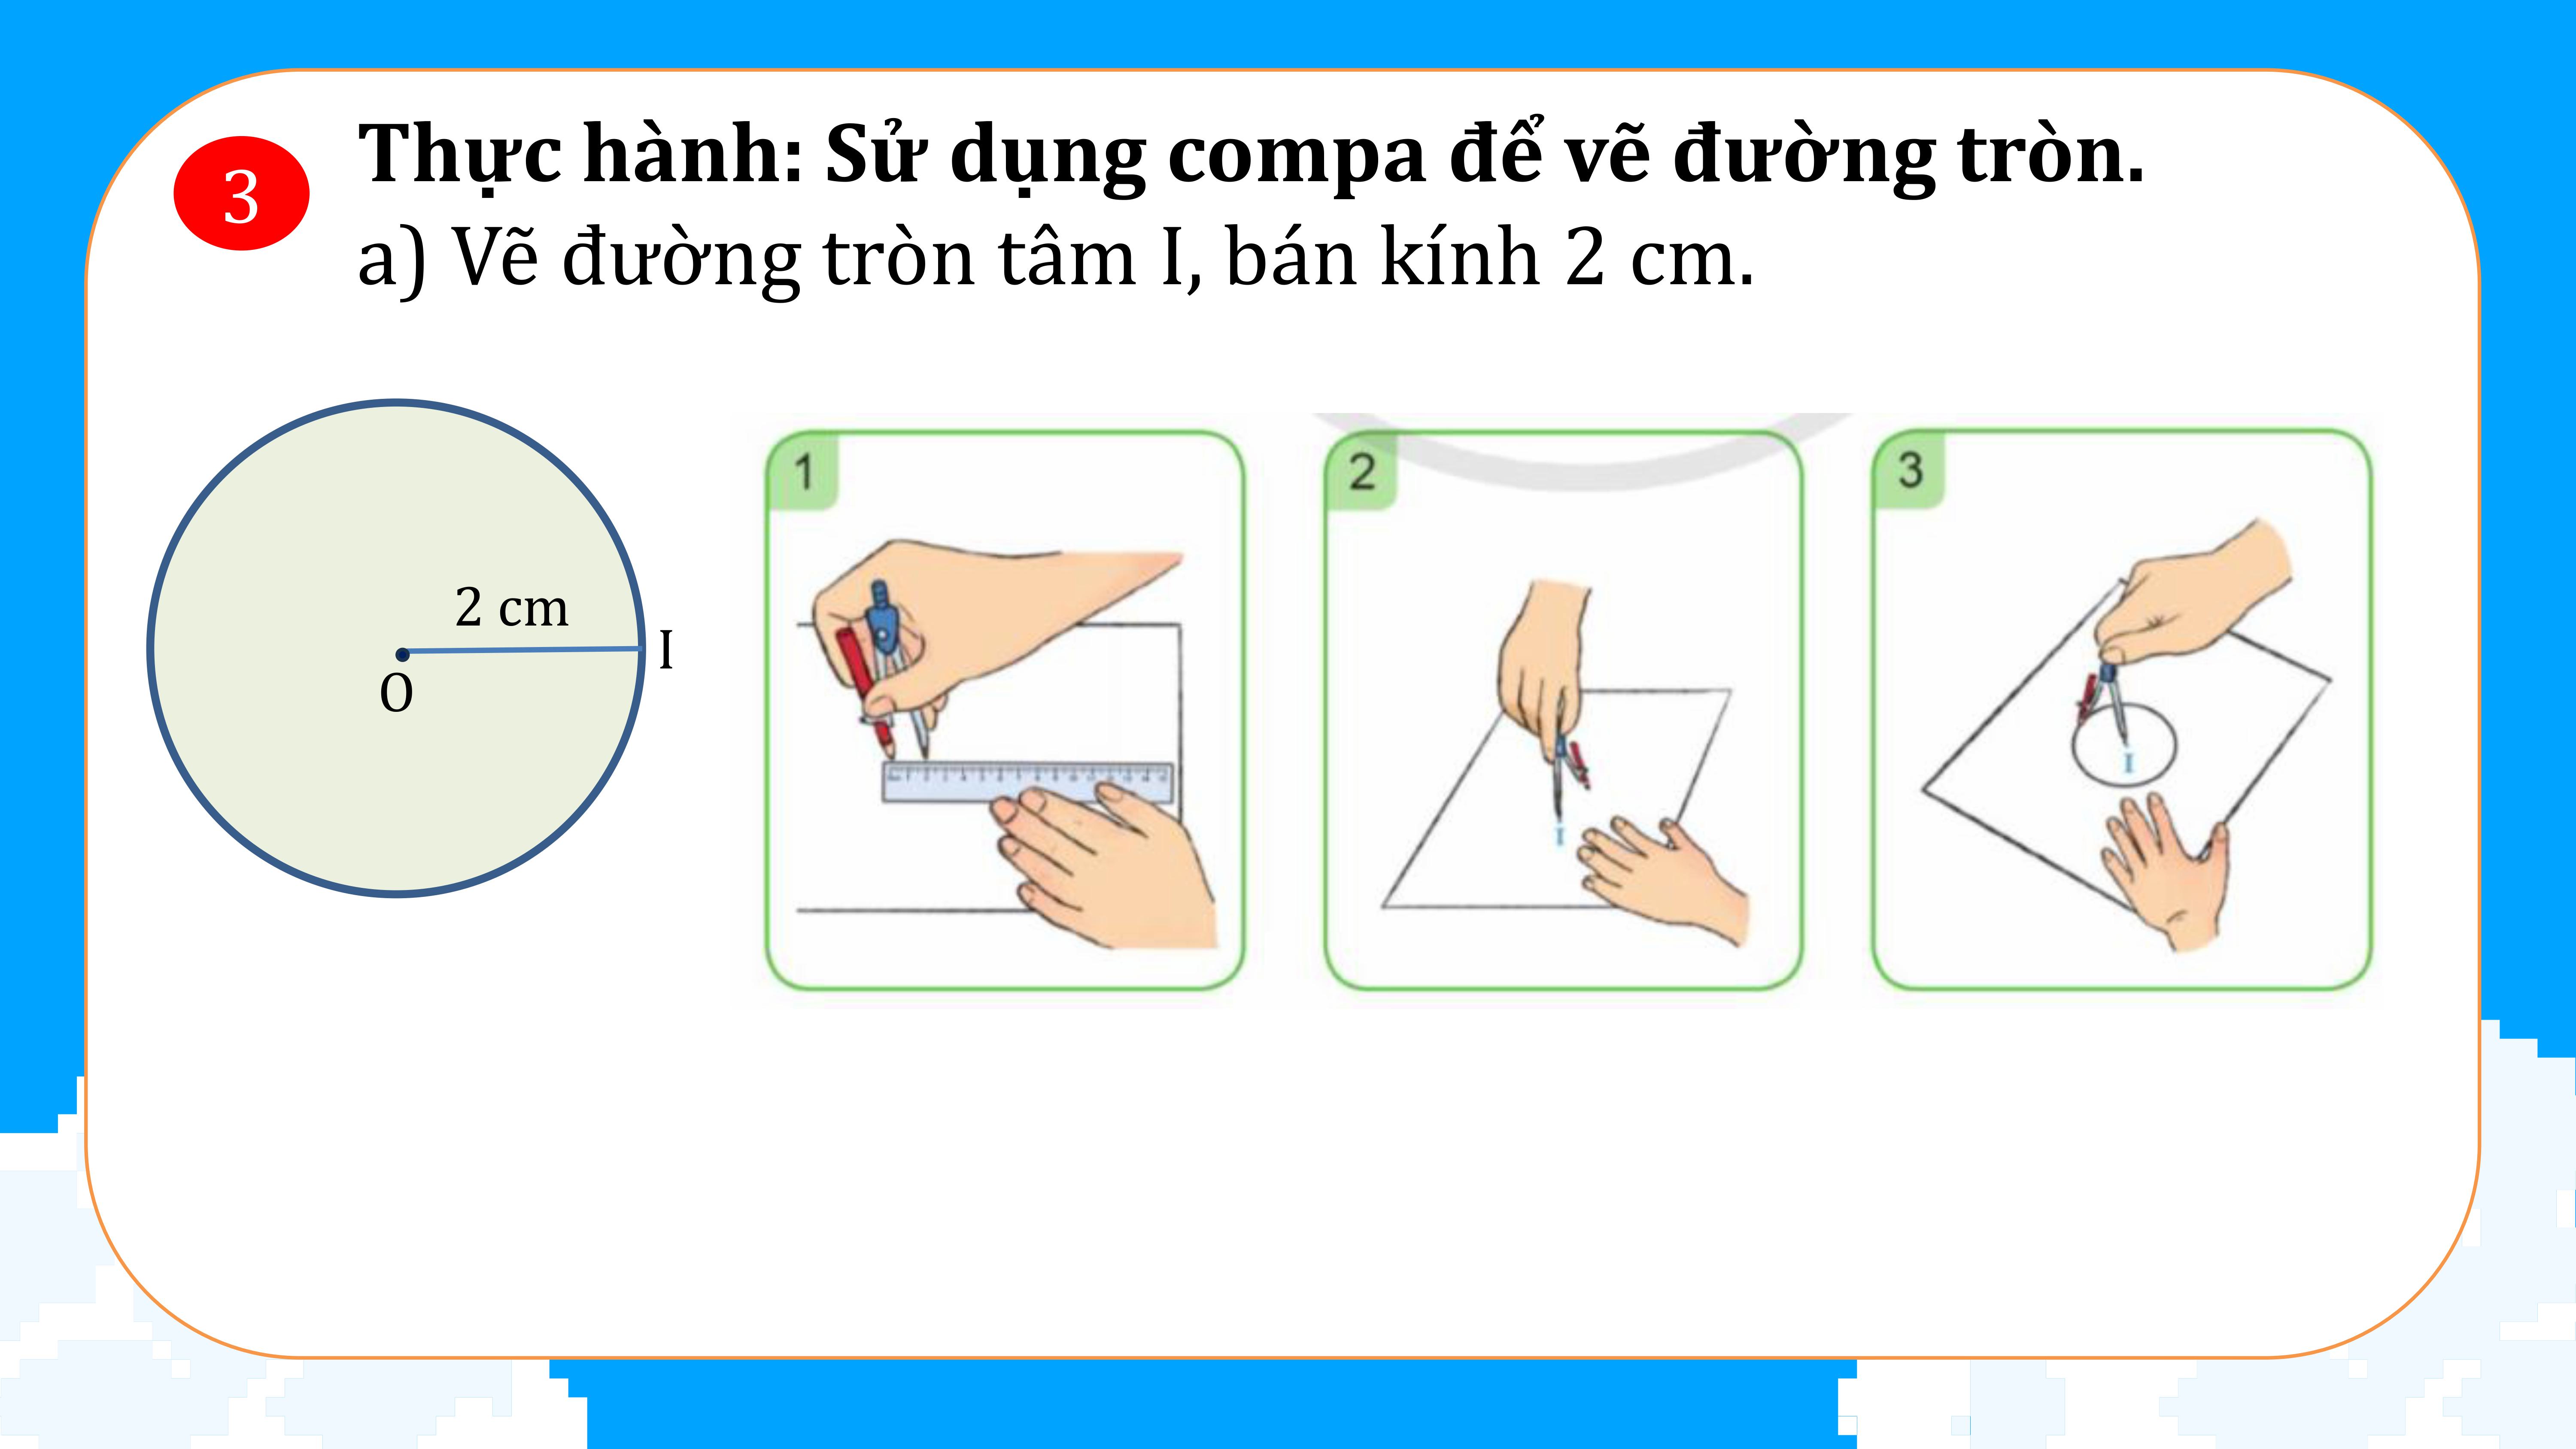 3
Thực hành: Sử dụng compa để vẽ đường tròn.
a) Vẽ đường tròn tâm I, bán kính 2 cm.
2 cm
I
O
1
2
3
I
I